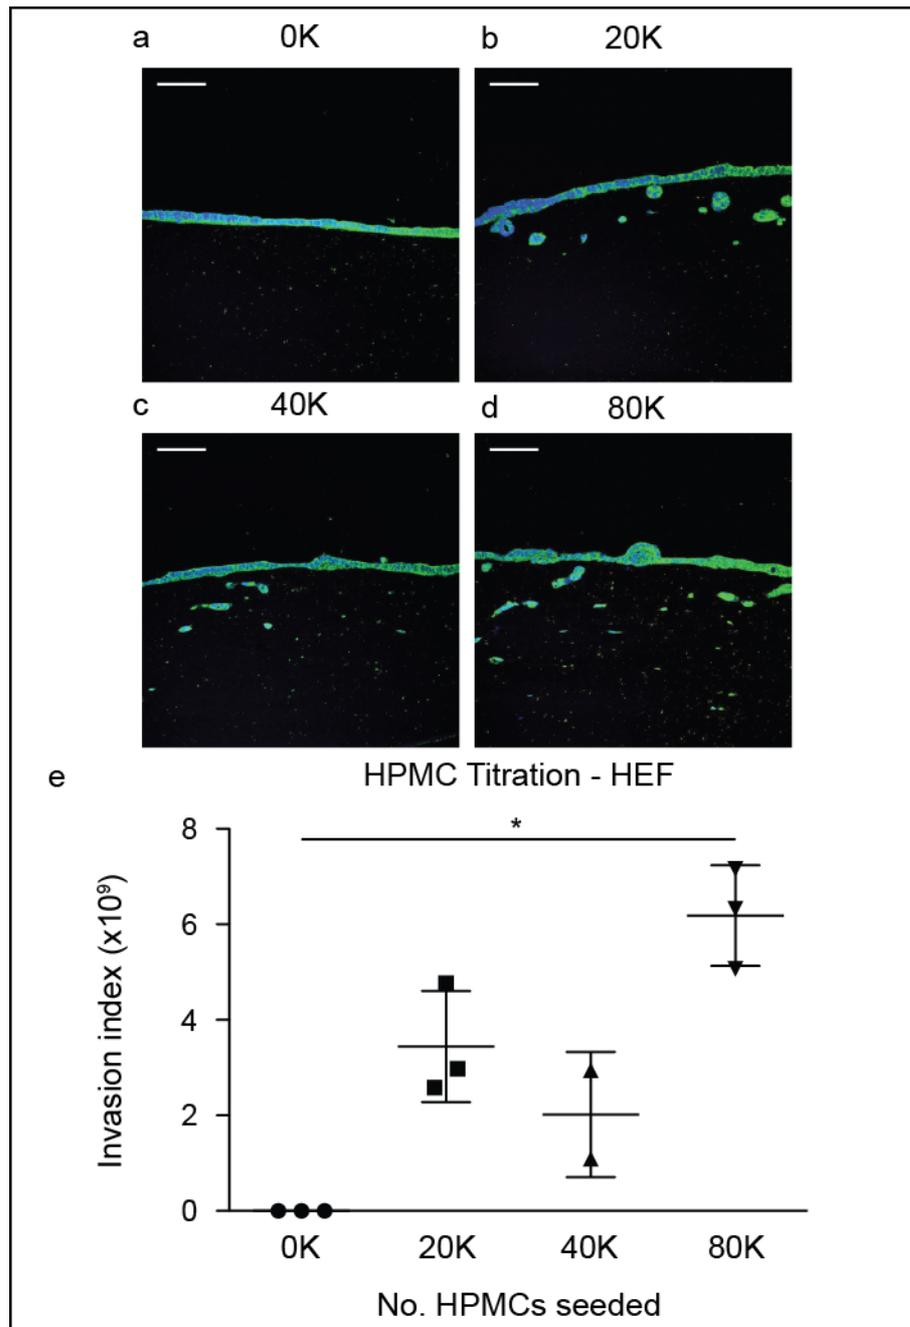 a 0K b 20K
c 40K d 80K
e HPMC Titration - HEF
*
8
6
4
2
0
Invasion index (x10⁹)
0K 20K 40K 80K
No. HPMCs seeded